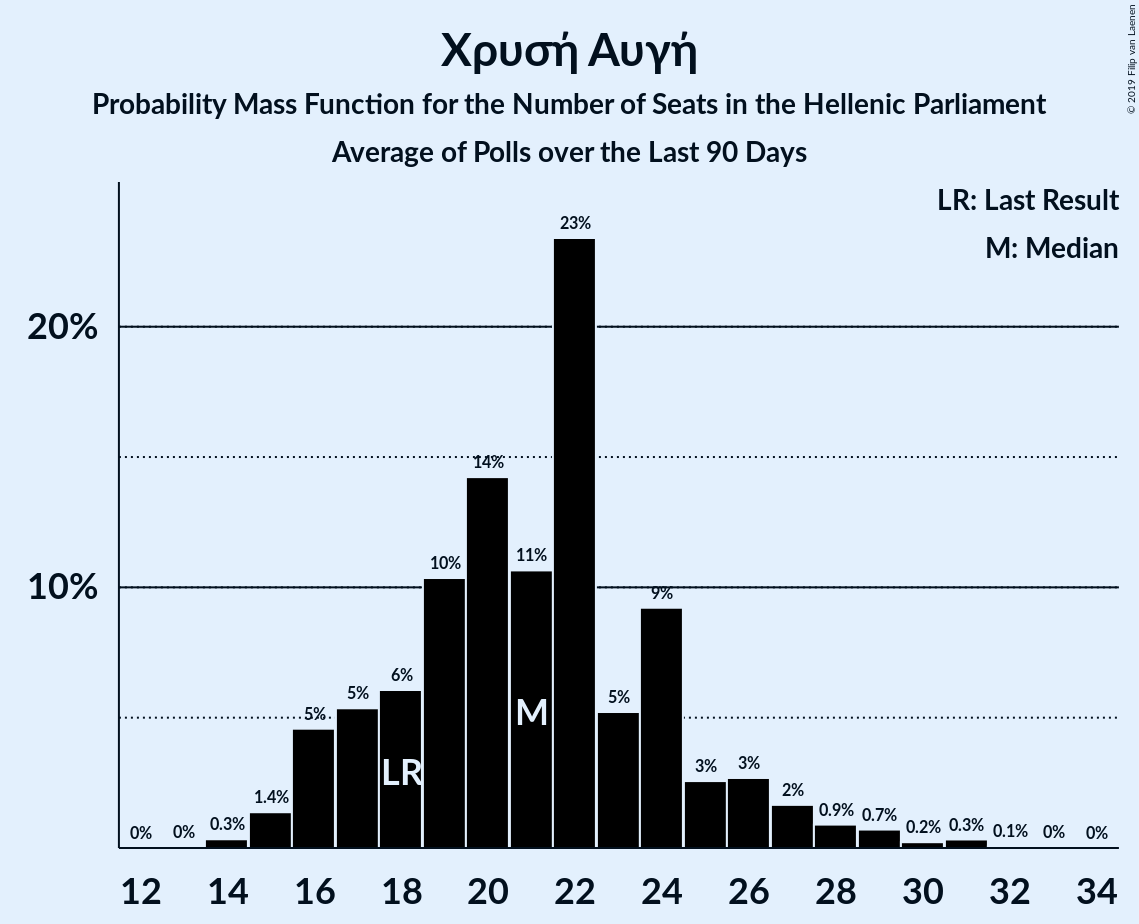 Χρυσή Αυγή
Probability Mass Function for the Number of Seats in the Hellenic Parliament
Average of Polls over the Last 90 Days
© 2019 Filip van Laenen
LR: Last Result
M: Median
20%
10%
0% 0% 0.3% 1.4% 5% 5% 6% 10% 14% 11% 23% 5% 9% 3% 3% 2% 0.9% 0.7% 0.2% 0.3% 0.1% 0% 0%
LR M
12 14 16 18 20 22 24 26 28 30 32 34